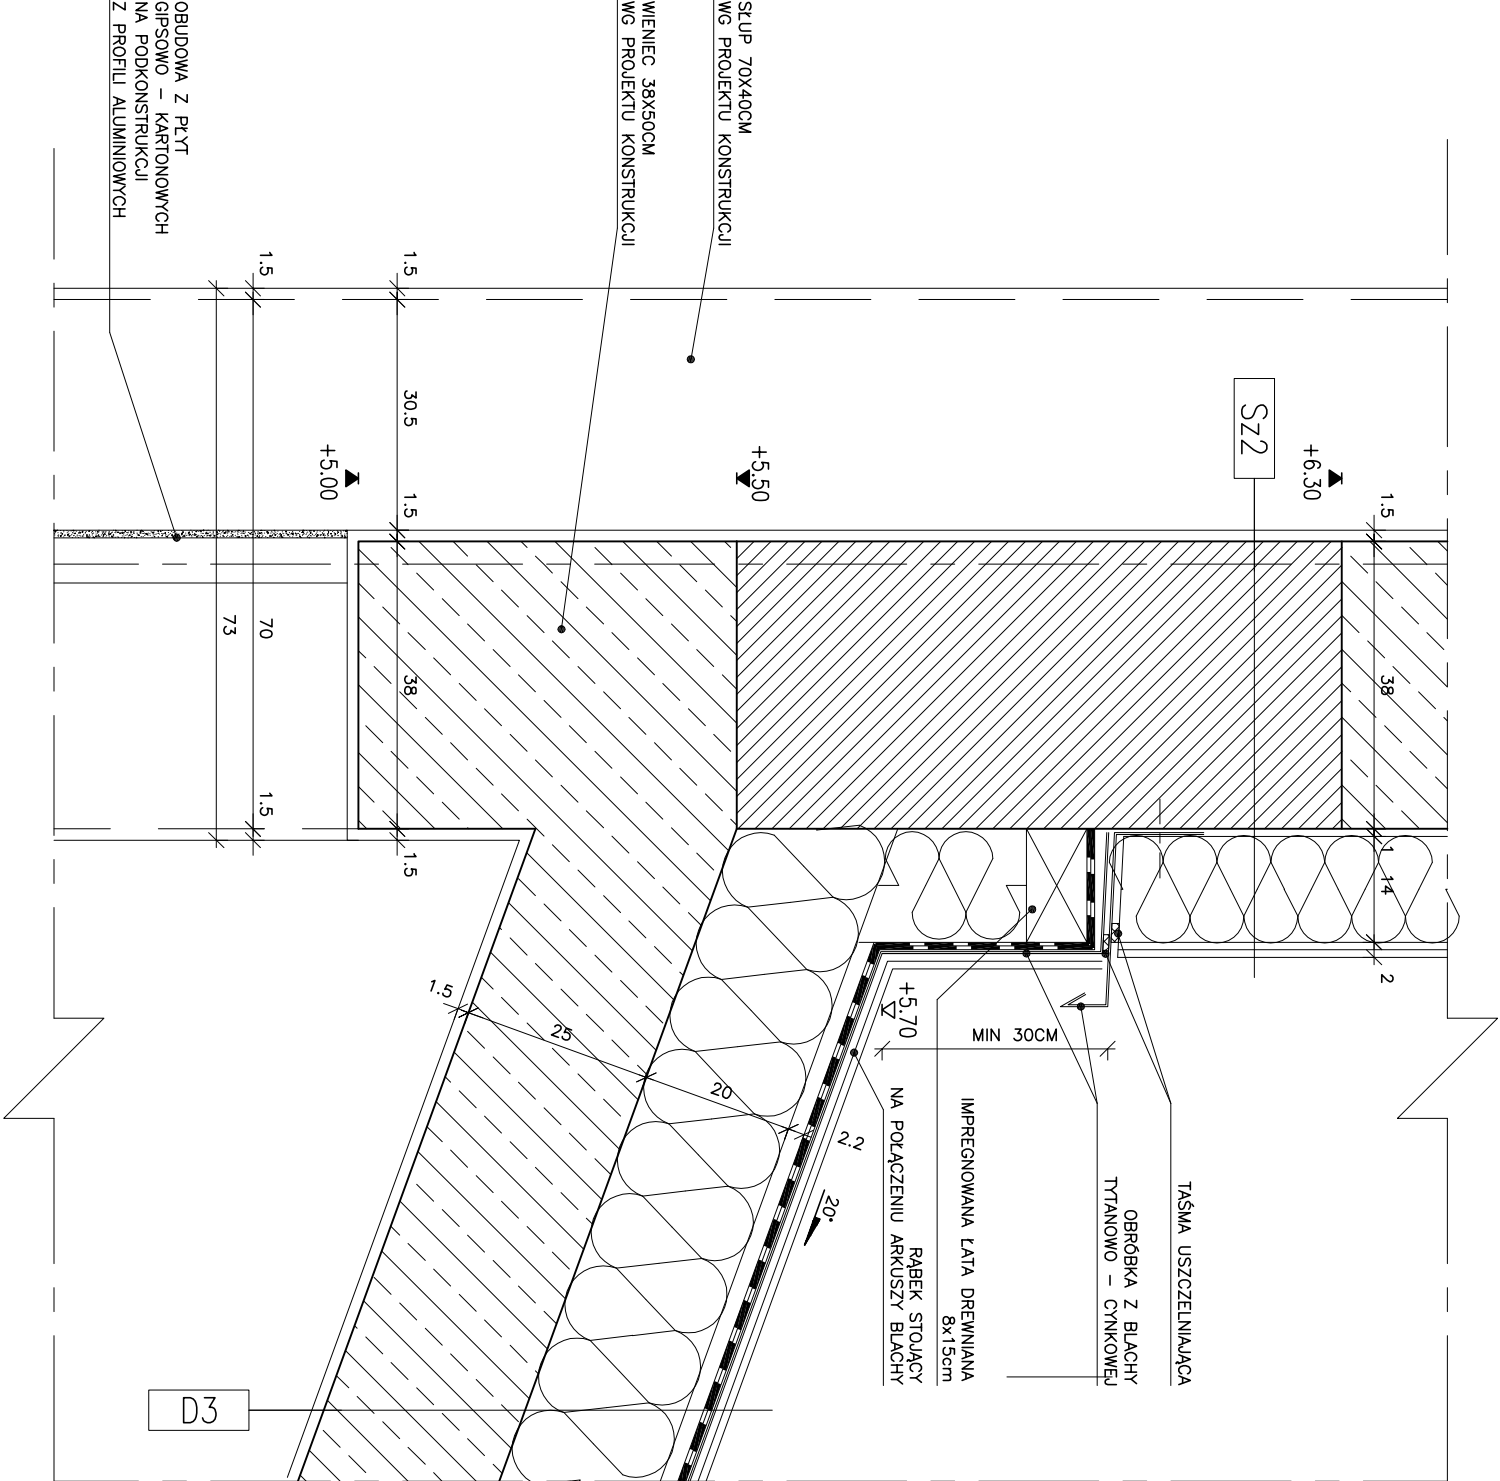 SŁUP 70X40CM
WG PROJEKTU KONSTRUKCJI
WIENIEC 38X50CM
WG PROJEKTU KONSTRUKCJI
OBUDOWA Z PŁYT
GIPSOWO - KARTONOWYCH
NA PODKONSTRUKCJI
Z PROFILI ALUMINIOWYCH
Sz2
+6.30
+5.50
+5.00
1.5
38
1
14
2
1.5
30.5
1.5
38
1.5
1.5
70
1.5
73
+5.70
MIN 30CM
TAŚMA USZCZELNIAJĄCA
OBRÓBKA Z BLACHY
TYTANOWO - CYNKOWEJ
IMPREGNOWANA ŁATA DREWNIANA
8x15cm
RĄBEK STOJĄCY
NA POŁĄCZENIU ARKUSZY BLACHY
1.5
25
20
2.2
20°
D3